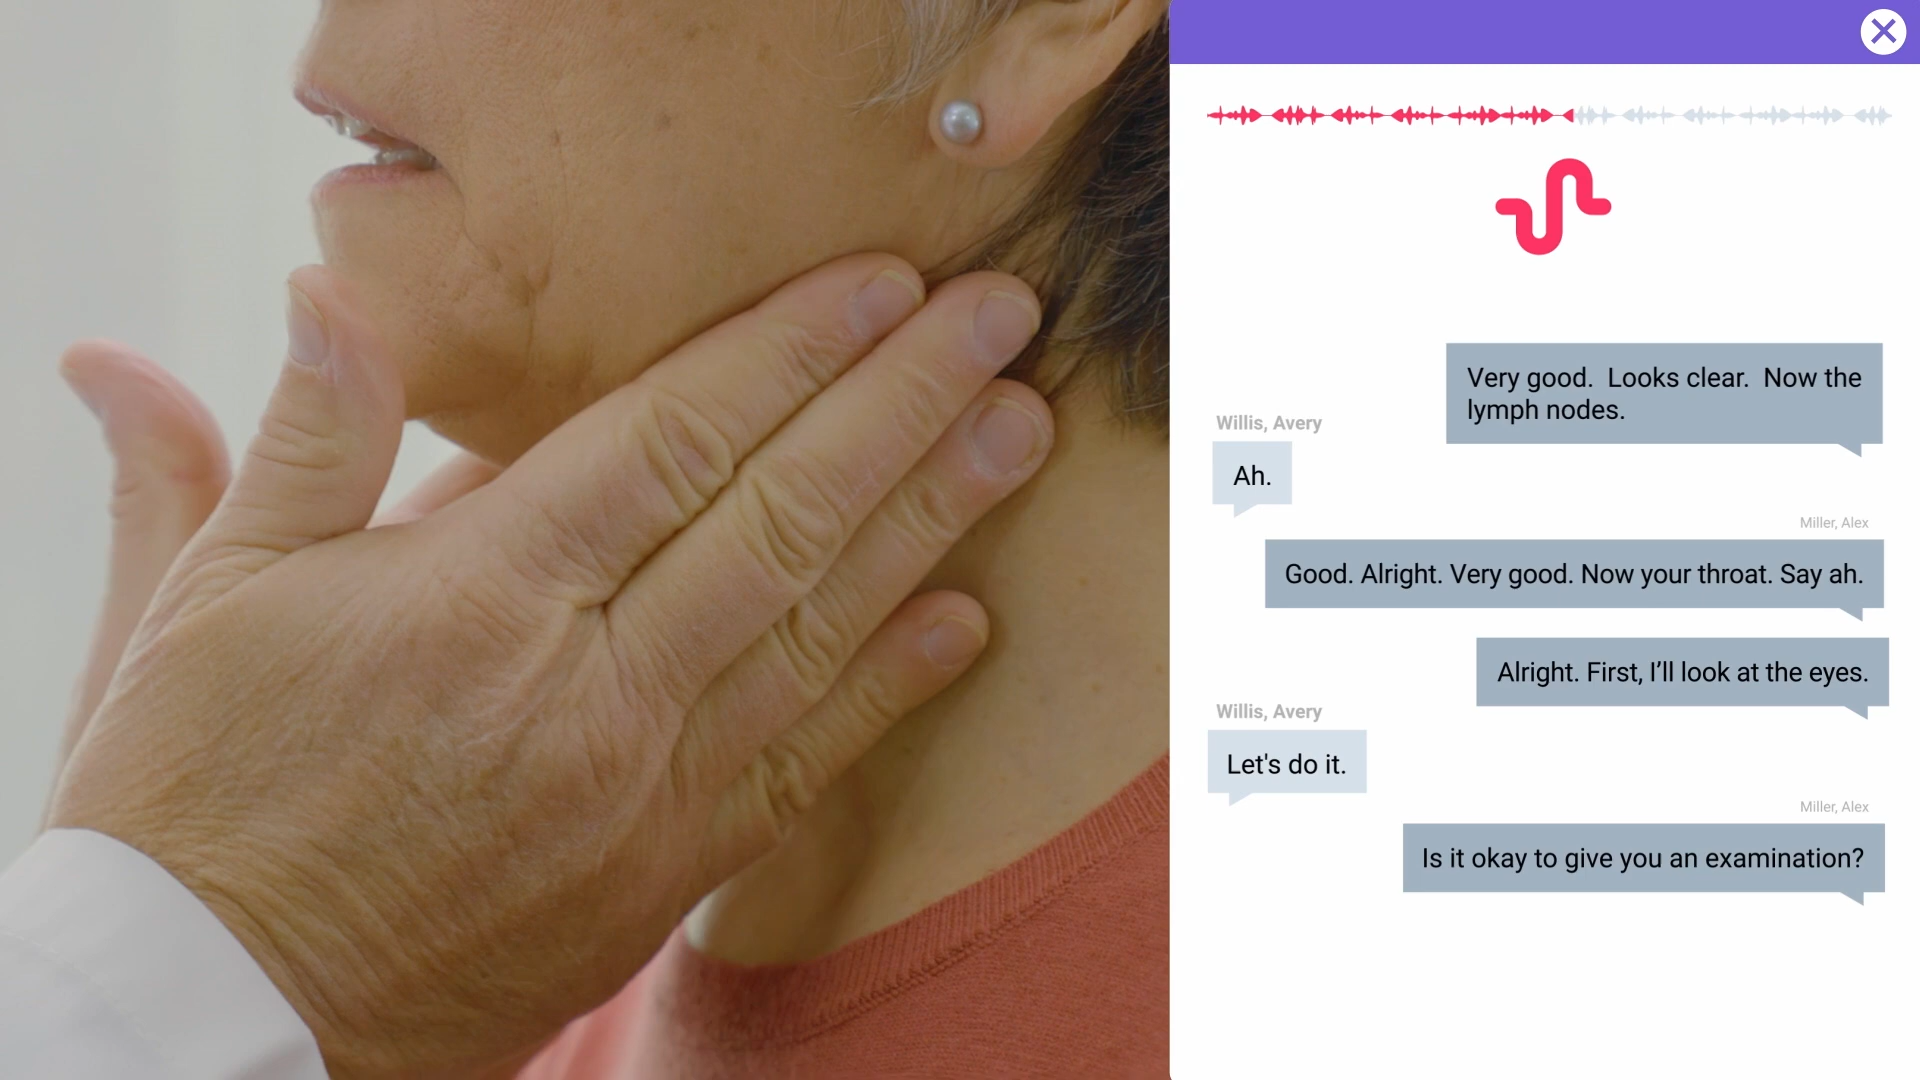 Very good.  Looks clear.  Now the
lymph nodes.
Willis, Avery
Ah.
Miller, Alex
Good. Alright. Very good. Now your throat. Say ah.
Alright. First, I’ll look at the eyes.
Willis, Avery
Let's do it.
Miller, Alex
Is it okay to give you an examination?